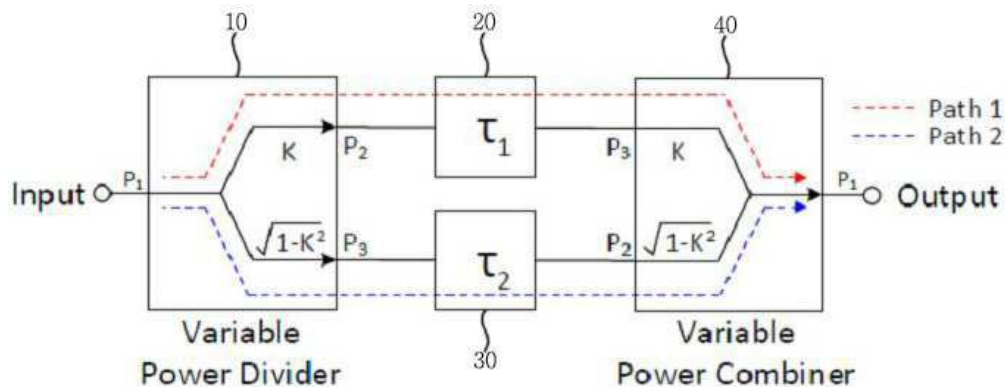 10
20
40
Path 1
Path 2
τ₁
K
P₂
P₃
K
Input
P₁
P₁
Output
√1-K²
P₃
P₂
√1-K²
τ₂
Variable
Power Divider
30
Variable
Power Combiner